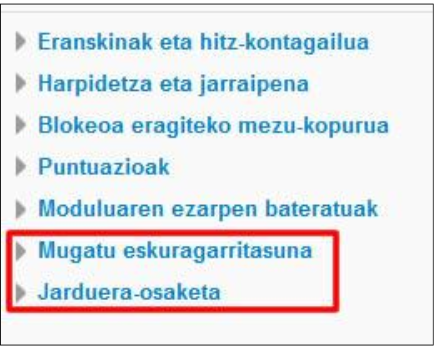 Eranskinak eta hitz-kontagailua
Harpidetza eta jarraipena
Blokeoa eragiteko mezu-kopurua
Puntuazioak
Moduluaren ezarpen bateratuak
Mugatu eskuragarritasuna
Jarduera-osaketa